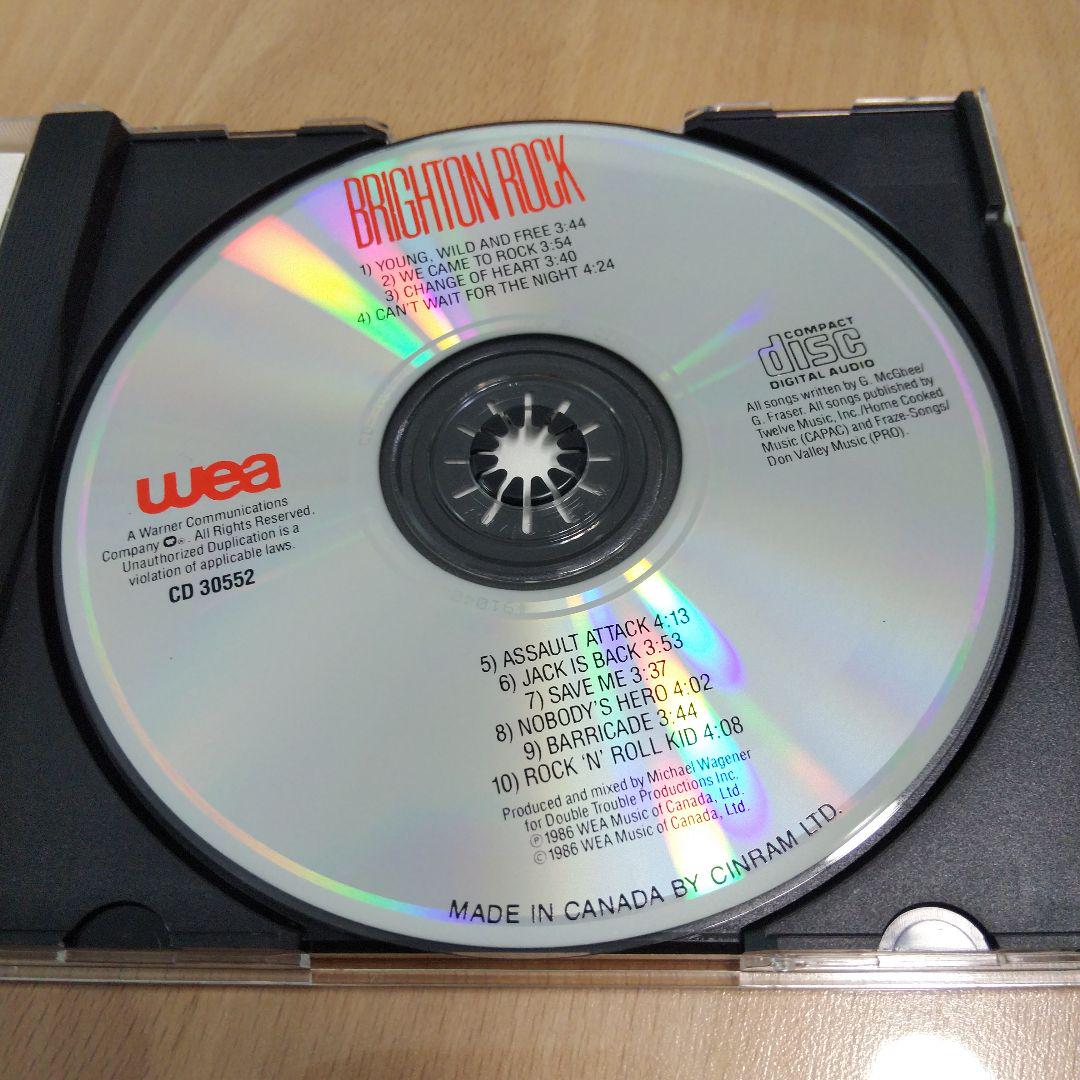 BRIGHTON ROCK
1) YOUNG, WILD AND FREE 3:44
2) WE CAME TO ROCK 3:54
3) CHANGE OF HEART 3:40
4) CAN'T WAIT FOR THE NIGHT 4:24
COMPACT
disc
DIGITAL AUDIO
All songs written by G. McGhee/
G. Fraser. All songs published by
Twelve Music, Inc./Home Cooked
Music (CAPAC) and Fraze-Songs/
Don Valley Music (PRO).
wea
A Warner Communications
Company ®. All Rights Reserved.
Unauthorized Duplication is a
violation of applicable laws.
CD 30552
5) ASSAULT ATTACK 4:13
6) JACK IS BACK 3:53
7) SAVE ME 3:37
8) NOBODY'S HERO 4:02
9) BARRICADE 3:44
10) ROCK 'N' ROLL KID 4:08
Produced and mixed by Michael Wagener
for Double Trouble Productions Inc.
℗1986 WEA Music of Canada, Ltd.
©1986 WEA Music of Canada, Ltd.
MADE IN CANADA BY CINRAM LTD.